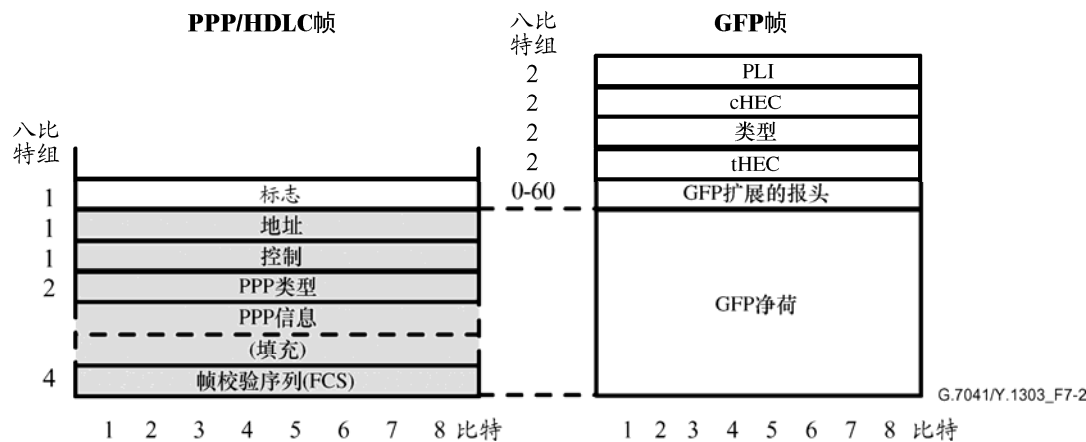 PPP/HDLC帧
八比
特组
1 标志
1 地址
1 控制
2 PPP类型
PPP信息
(填充)
4 帧校验序列(FCS)
1 2 3 4 5 6 7 8 比特
GFP帧
八比
特组
2 PLI
2 cHEC
2 类型
2 tHEC
0-60 GFP扩展的报头
GFP净荷
1 2 3 4 5 6 7 8 比特
G.7041/Y.1303_F7-2